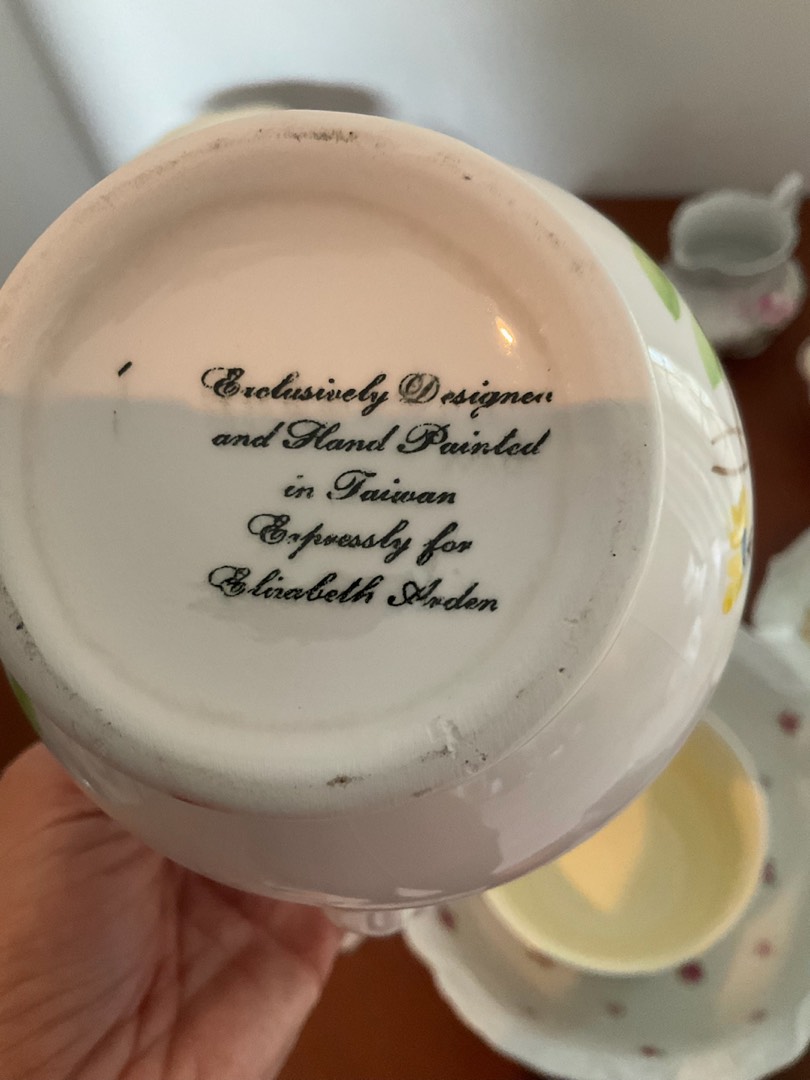 Exclusively Designed
and Hand Painted
in Taiwan
Expressly for
Elizabeth Arden